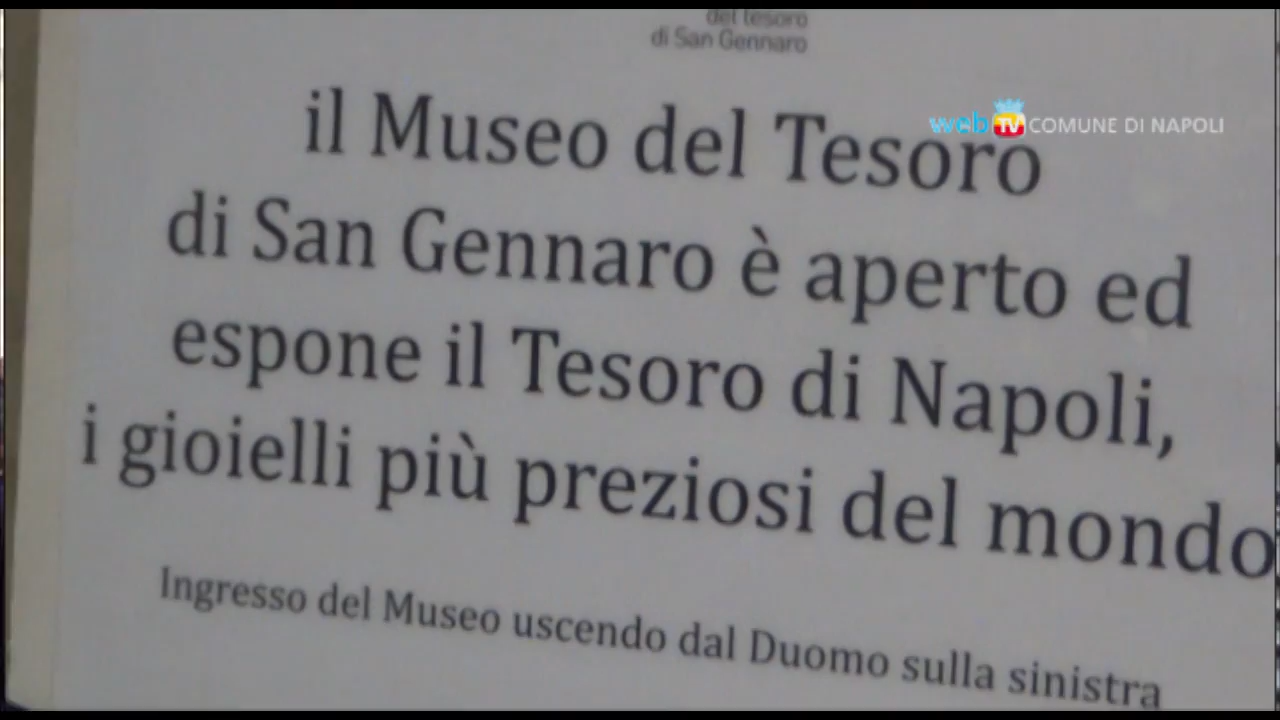 del tesoro
di San Gennaro
web TV COMUNE DI NAPOLI
il Museo del Tesoro
di San Gennaro è aperto ed
espone il Tesoro di Napoli,
i gioielli più preziosi del mondo
Ingresso del Museo uscendo dal Duomo sulla sinistra